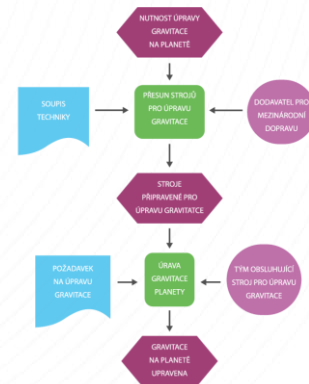 NUTNOST ÚPRAVY
GRAVITACE
NA PLANETĚ
SOUPIS
TECHNIKY
PŘESUN STROJŮ
PRO ÚPRAVU
GRAVITACE
DODAVATEL PRO
MEZINÁRODNÍ
DOPRAVU
STROJE
PŘIPRAVENÉ PRO
ÚPRAVU GRAVITATCE
POŽADAVEK
NA ÚPRAVU
GRAVITACE
ÚRAVA
GRAVITACE
PLANETY
TÝM OBSLUHUJÍCÍ
STROJ PRO ÚPRAVU
GRAVITACE
GRAVITACE
NA PLANETĚ
UPRAVENA